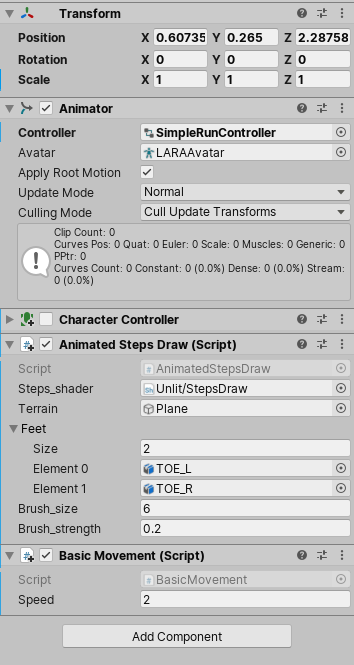 Transform
Position X 0.60735 Y 0.265 Z 2.28758
Rotation X 0 Y 0 Z 0
Scale X 1 Y 1 Z 1
Animator
Controller SimpleRunController
Avatar LARAAvatar
Apply Root Motion
Update Mode Normal
Culling Mode Cull Update Transforms
Clip Count: 0
Curves Pos: 0 Quat: 0 Euler: 0 Scale: 0 Muscles: 0 Generic: 0
PPtr: 0
Curves Count: 0 Constant: 0 (0.0%) Dense: 0 (0.0%) Stream:
0 (0.0%)
Character Controller
Animated Steps Draw (Script)
Script AnimatedStepsDraw
Steps_shader Unlit/StepsDraw
Terrain Plane
Feet
Size 2
Element 0 TOE_L
Element 1 TOE_R
Brush_size 6
Brush_strength 0.2
Basic Movement (Script)
Script BasicMovement
Speed 2
Add Component